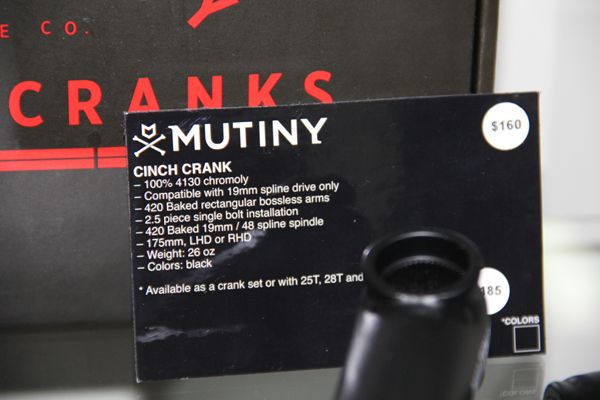 E CO.
CRANKS
MUTINY
$160
CINCH CRANK
– 100% 4130 chromoly
– Compatible with 19mm spline drive only
– 420 Baked rectangular bossless arms
– 2.5 piece single bolt installation
– 420 Baked 19mm / 48 spline spindle
– 175mm, LHD or RHD
– Weight: 26 oz
– Colors: black
* Available as a crank set or with 25T, 28T and
185
*COLORS